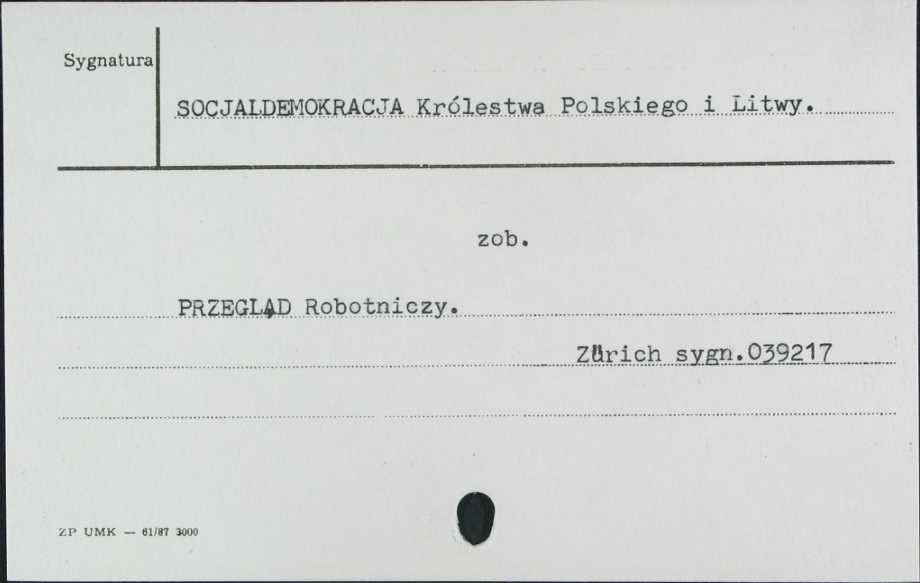 Sygnatura
SOCJALDEMOKRACJA Królestwa Polskiego i Litwy.
zob.
PRZEGLĄD Robotniczy.
Zürich sygn.039217
ZP UMK — 61/87 3000